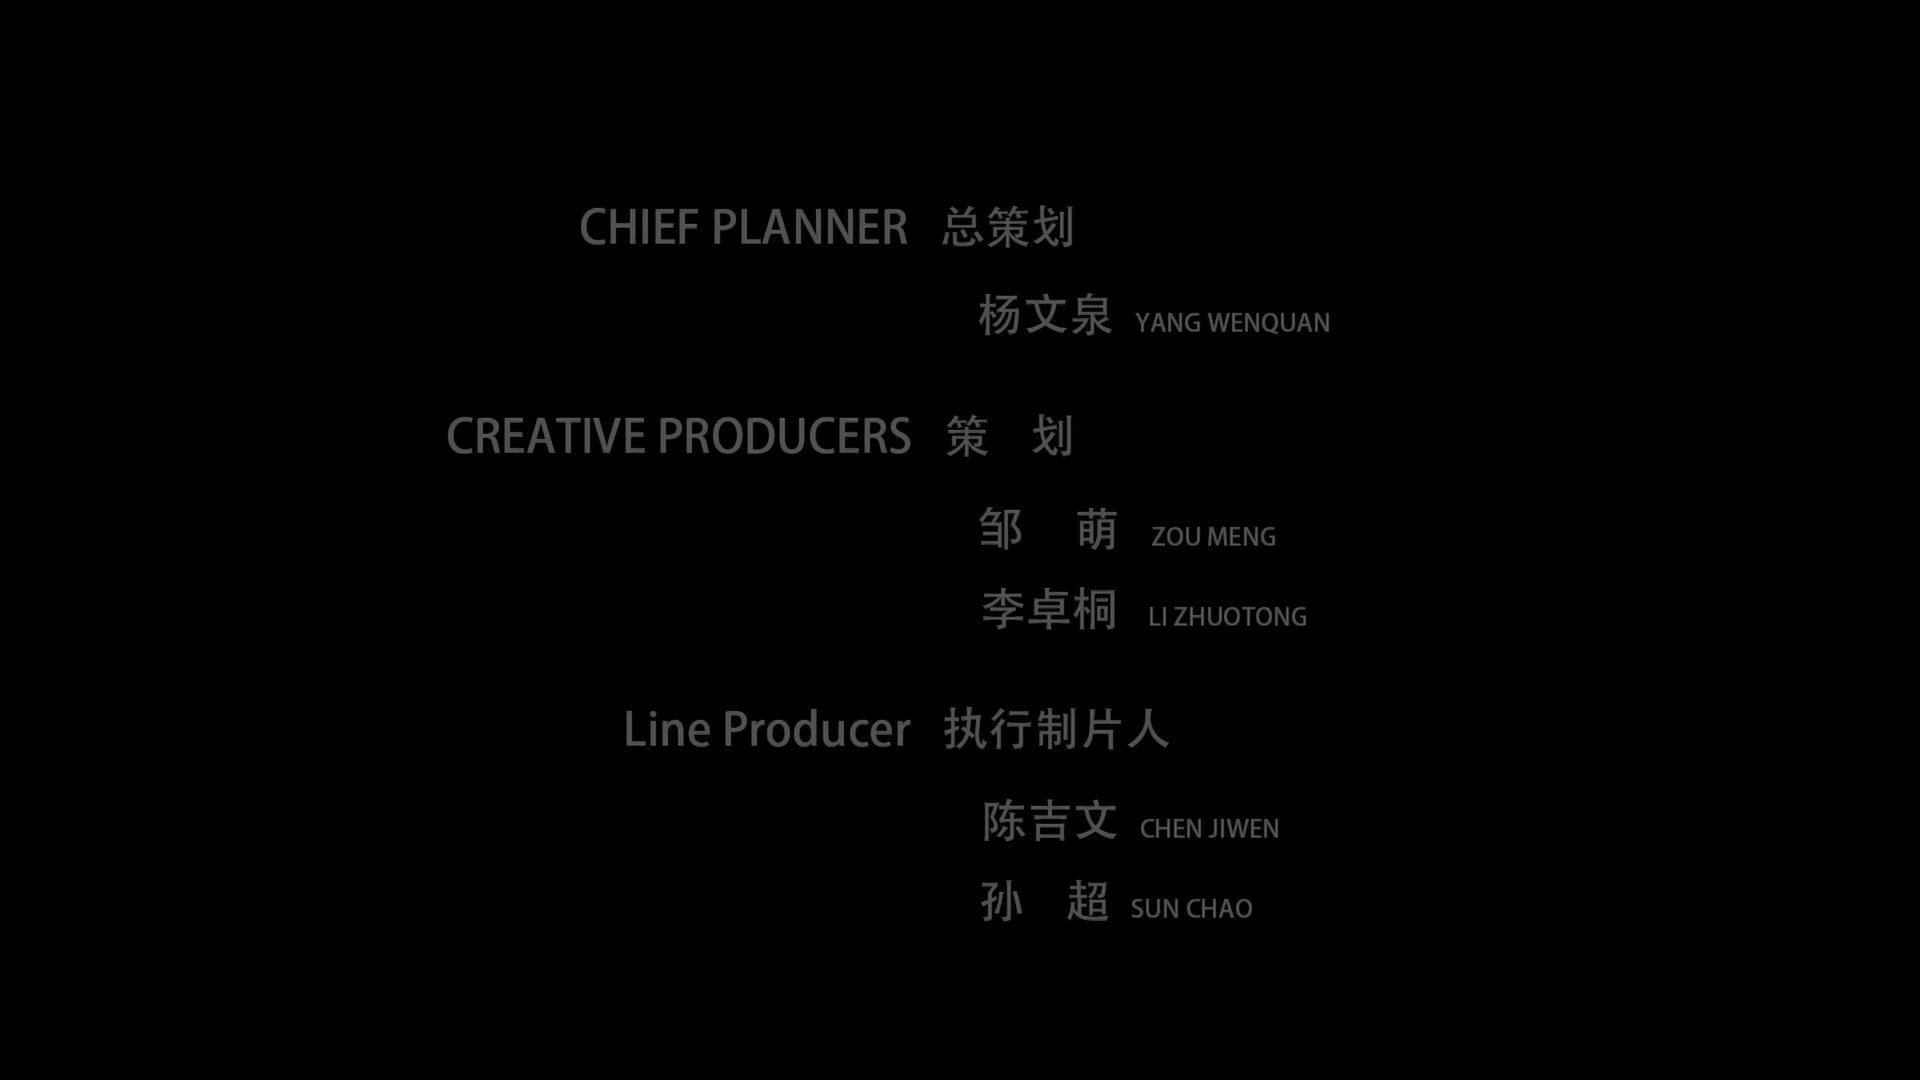 CHIEF PLANNER 总策划
杨文泉 YANG WENQUAN
CREATIVE PRODUCERS 策 划
邹 萌 ZOU MENG
李卓桐 LI ZHUOTONG
Line Producer 执行制片人
陈吉文 CHEN JIWEN
孙 超 SUN CHAO